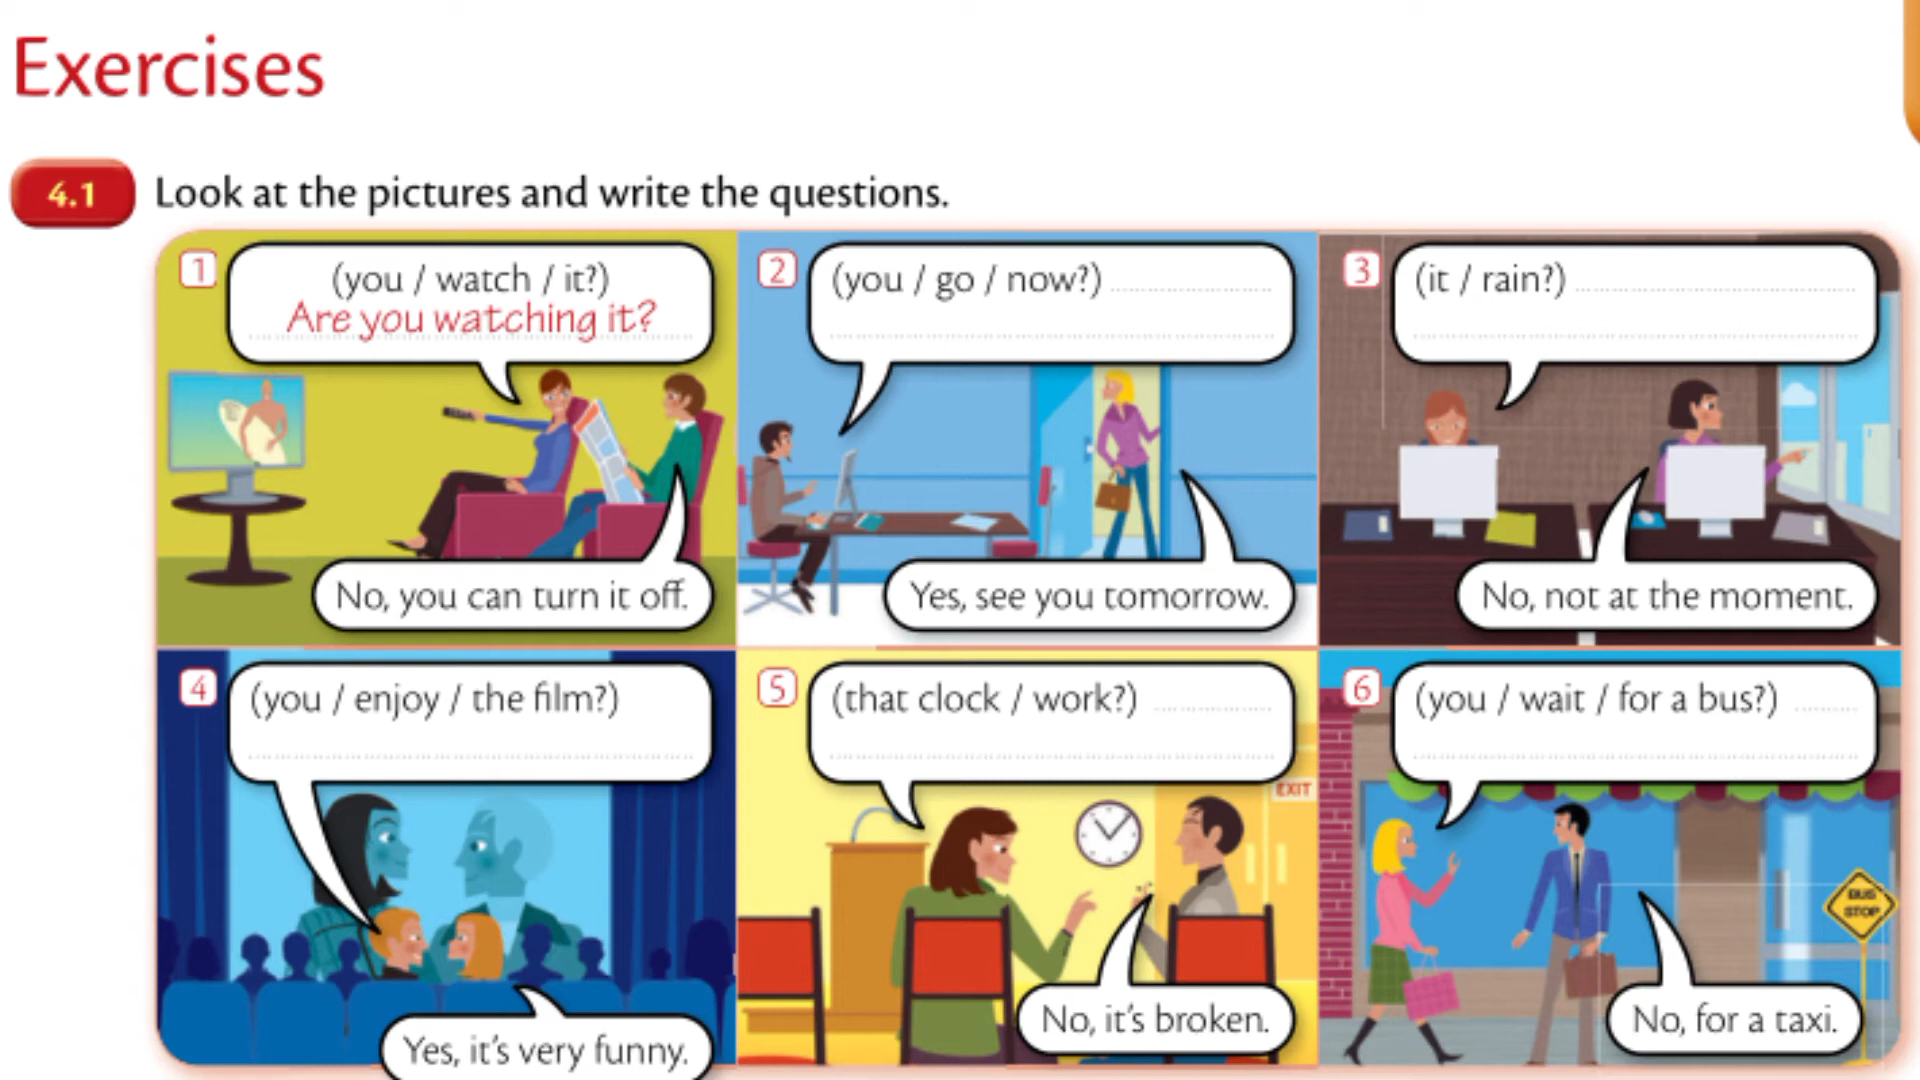 Exercises
4.1 Look at the pictures and write the questions.
1
(you / watch / it?)
Are you watching it?
No, you can turn it off.
2
(you / go / now?)
Yes, see you tomorrow.
3
(it / rain?)
No, not at the moment.
4
(you / enjoy / the film?)
Yes, it's very funny.
5
(that clock / work?)
EXIT
No, it's broken.
6
(you / wait / for a bus?)
BUS
STOP
No, for a taxi.